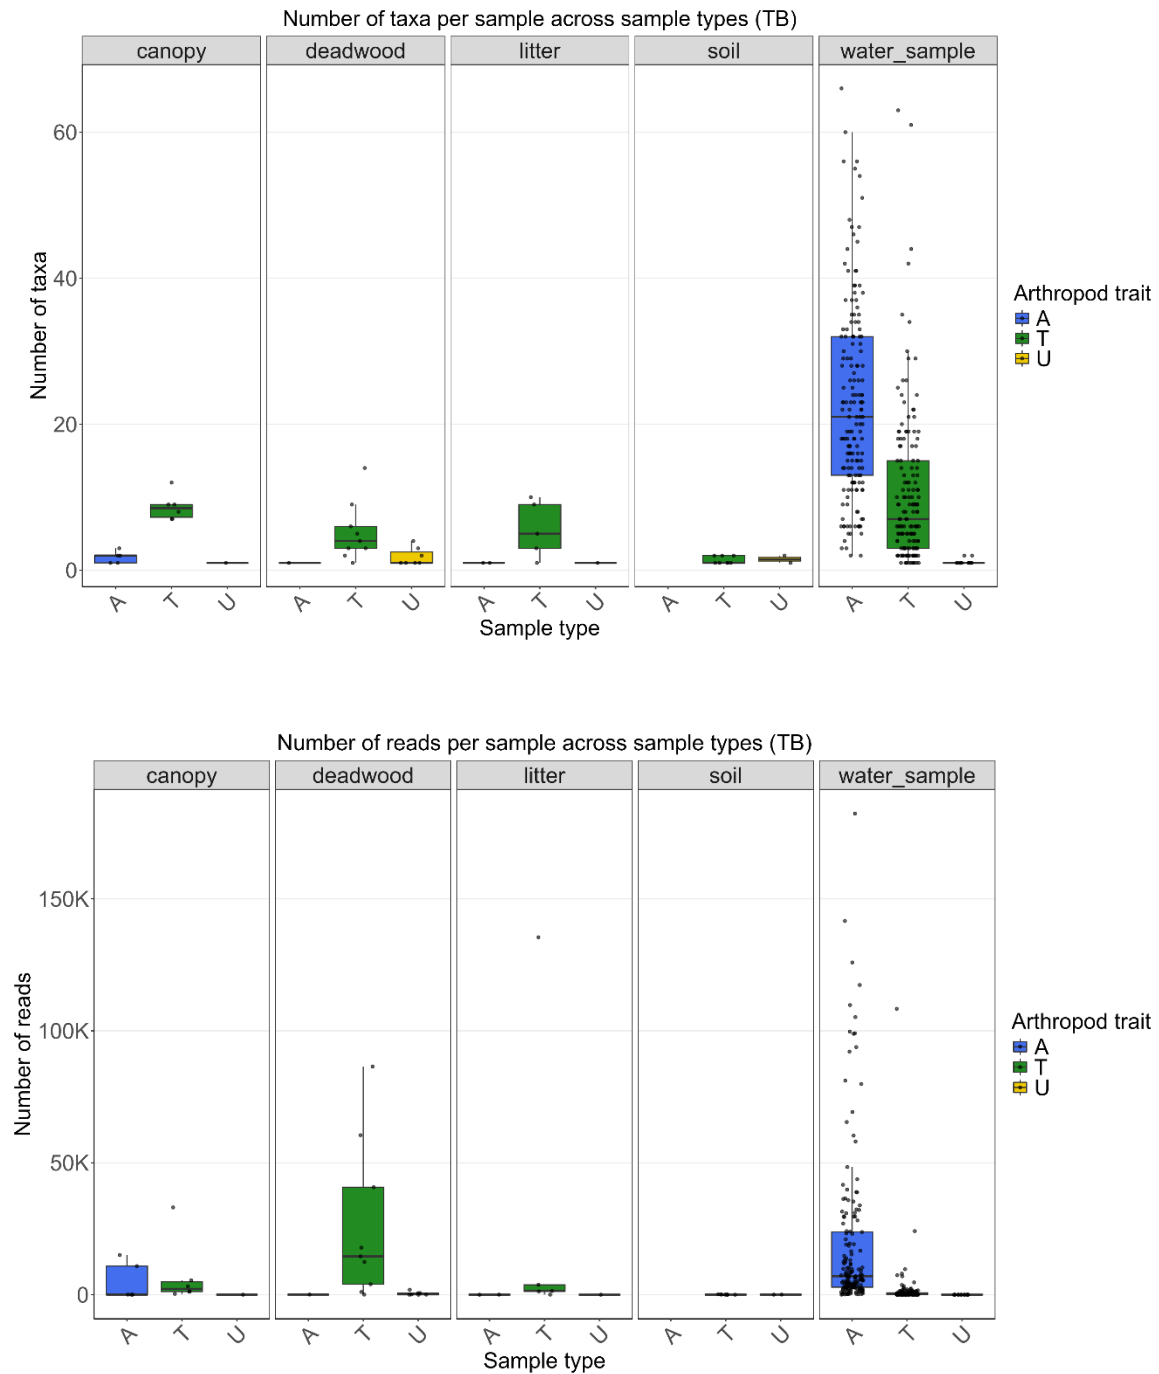 Number of taxa per sample across sample types (TB)
canopy deadwood litter soil water_sample
60
40
20
0
Number of taxa
A T U A T U A T U A T U A T U
Sample type
Arthropod trait
A
T
U
Number of reads per sample across sample types (TB)
canopy deadwood litter soil water_sample
150K
100K
50K
0
Number of reads
A T U A T U A T U A T U A T U
Sample type
Arthropod trait
A
T
U